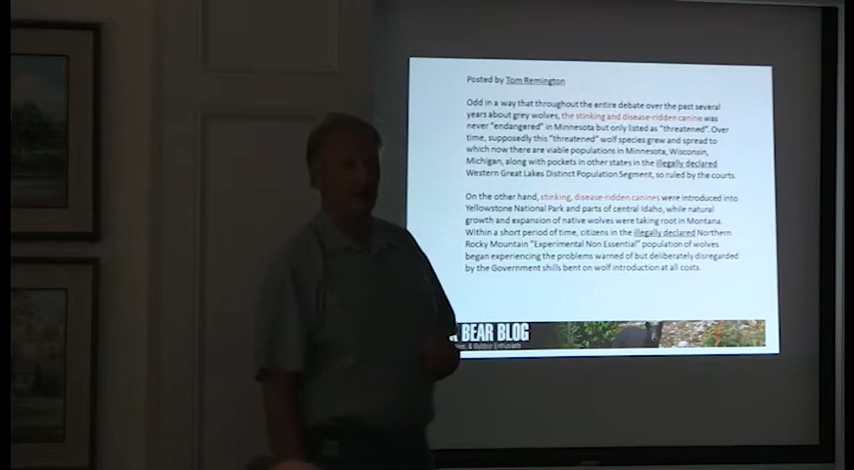 Posted by Tom Remington
Odd in a way that throughout the entire debate over the past several
years about grey wolves, the stinking and disease-ridden canine was
never "endangered" in Minnesota but only listed as "threatened". Over
time, supposedly this "threatened" wolf species grew and spread to
which now there are viable populations in Minnesota, Wisconsin,
Michigan, along with pockets in other states in the illegally declared
Western Great Lakes Distinct Population Segment, so ruled by the courts.
On the other hand, stinking, disease-ridden canines were introduced into
Yellowstone National Park and parts of central Idaho, while natural
growth and expansion of native wolves were taking root in Montana.
Within a short period of time, citizens in the illegally declared Northern
Rocky Mountain "Experimental Non Essential" population of wolves
began experiencing the problems warned of but deliberately disregarded
by the Government shills bent on wolf introduction at all costs.
BEAR BLOG
& Outdoor Enthusiasts